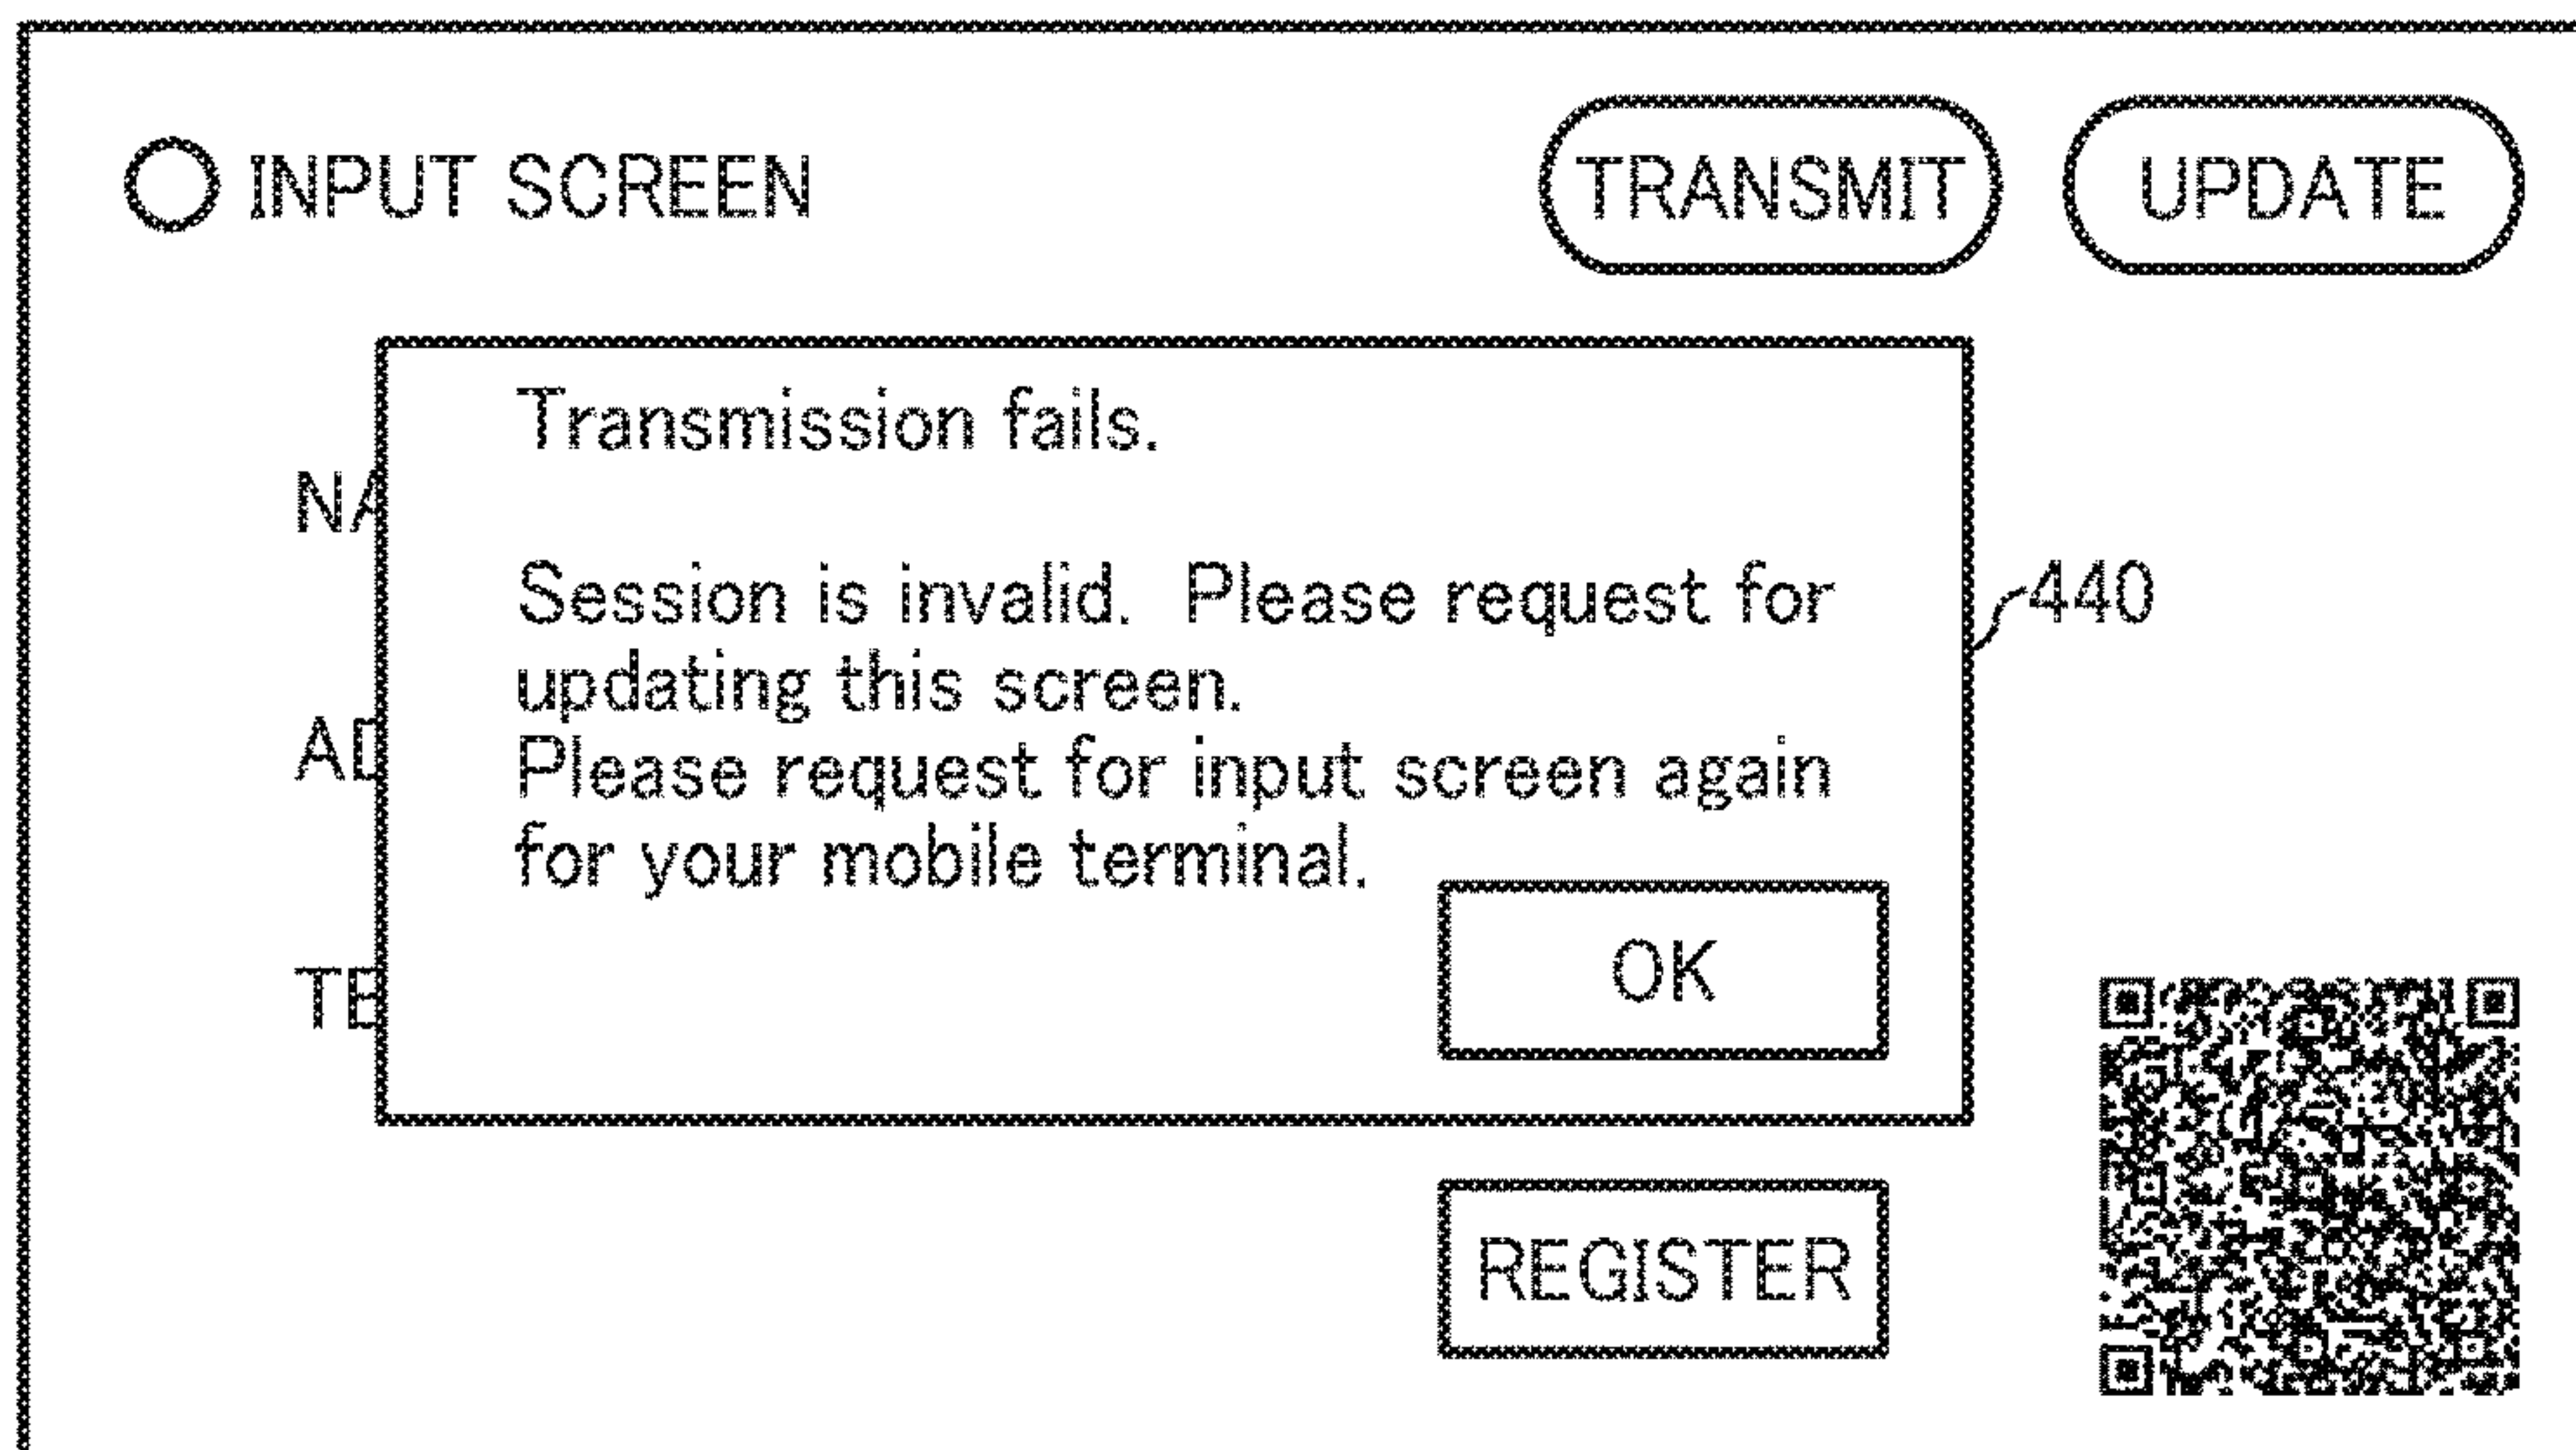 INPUT SCREEN
TRANSMIT
UPDATE
Transmission fails.
NA
Session is invalid. Please request for
440
updating this screen.
AD
Please request for input screen again
for your mobile terminal.
TE
OK
REGISTER